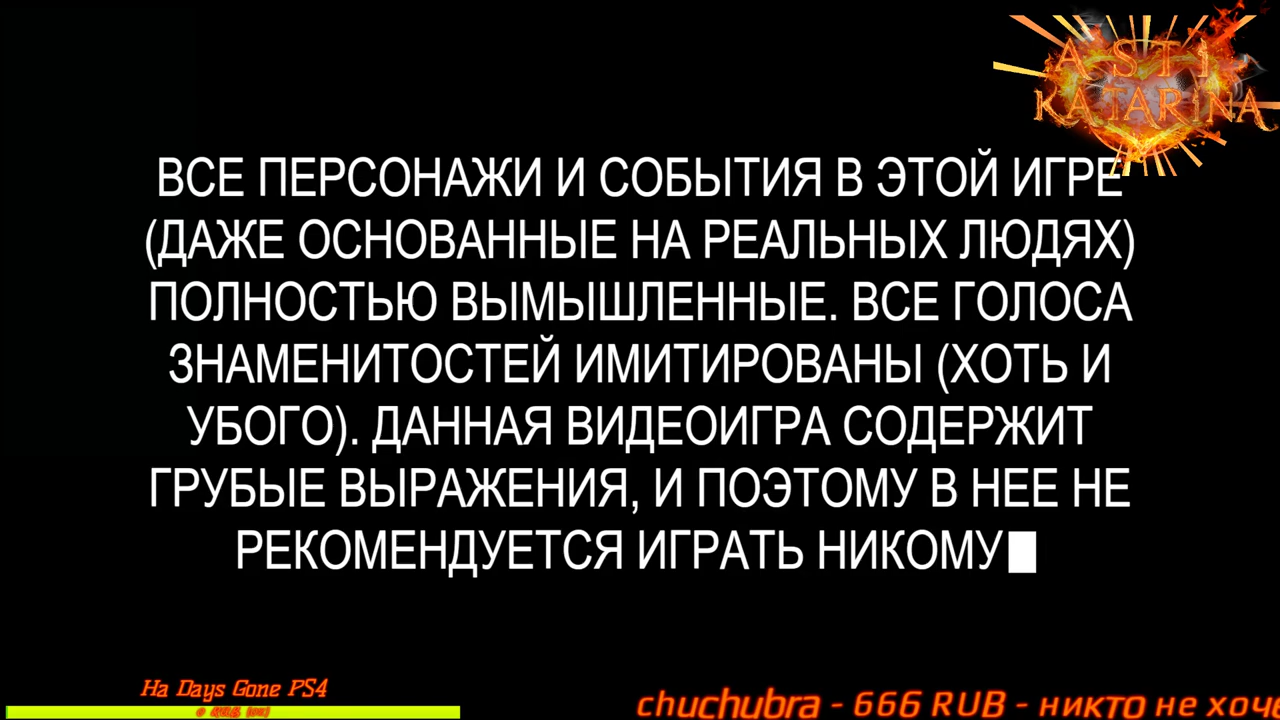 ASTI
KATARINA
ВСЕ ПЕРСОНАЖИ И СОБЫТИЯ В ЭТОЙ ИГРЕ
(ДАЖЕ ОСНОВАННЫЕ НА РЕАЛЬНЫХ ЛЮДЯХ)
ПОЛНОСТЬЮ ВЫМЫШЛЕННЫЕ. ВСЕ ГОЛОСА
ЗНАМЕНИТОСТЕЙ ИМИТИРОВАНЫ (ХОТЬ И
УБОГО). ДАННАЯ ВИДЕОИГРА СОДЕРЖИТ
ГРУБЫЕ ВЫРАЖЕНИЯ, И ПОЭТОМУ В НЕЕ НЕ
РЕКОМЕНДУЕТСЯ ИГРАТЬ НИКОМУ
На Days Gone PS4
chuchubra - 666 RUB - никто не хоче